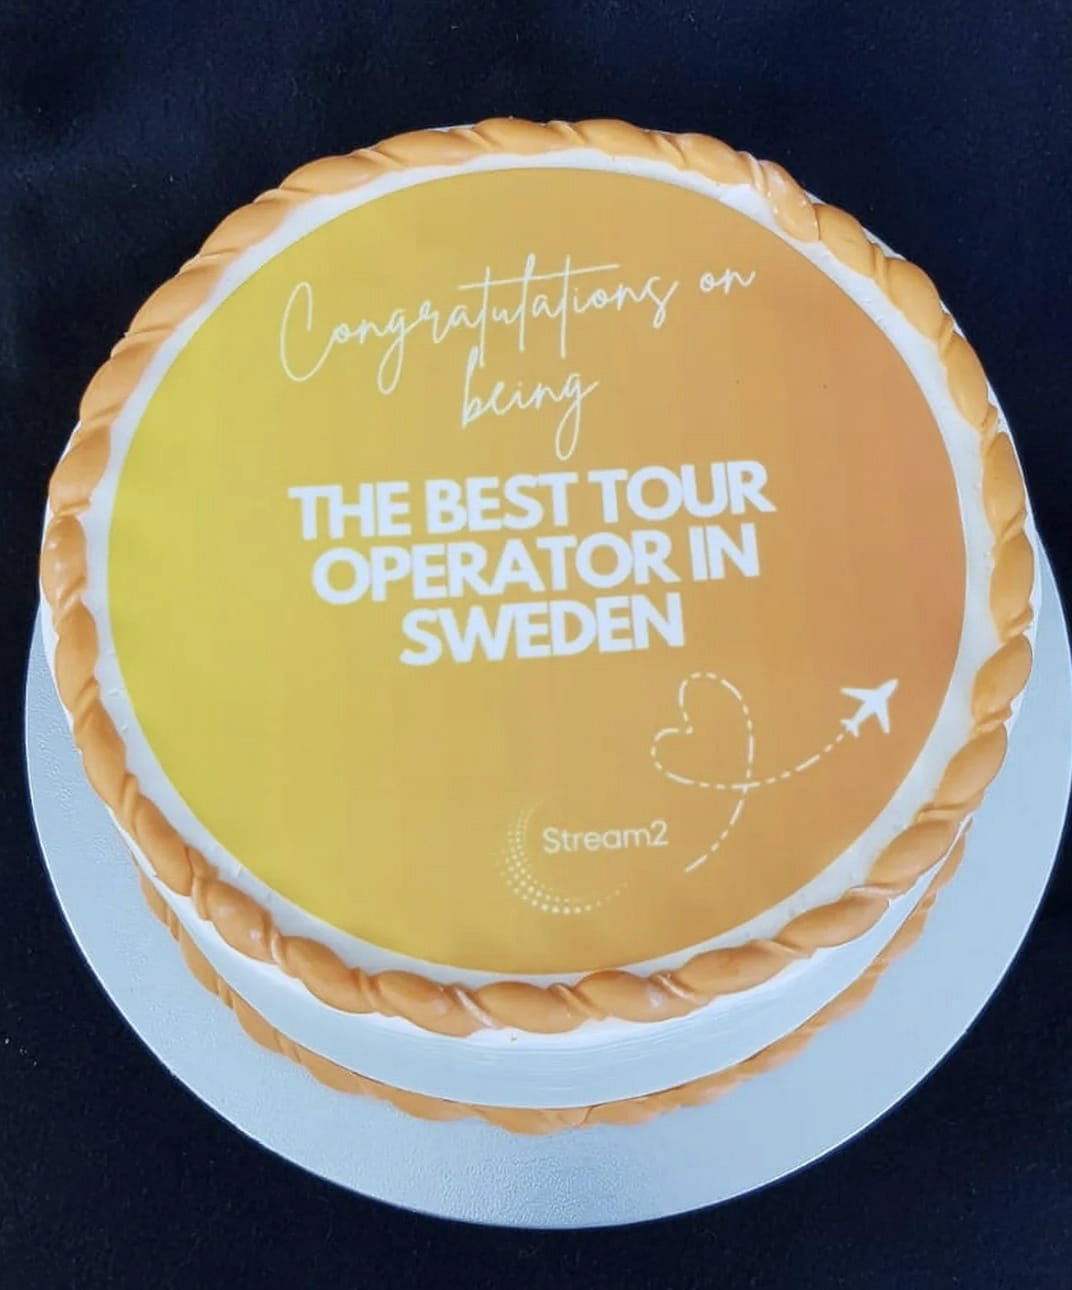 Congratulations on
being
THE BEST TOUR
OPERATOR IN
SWEDEN
Stream2